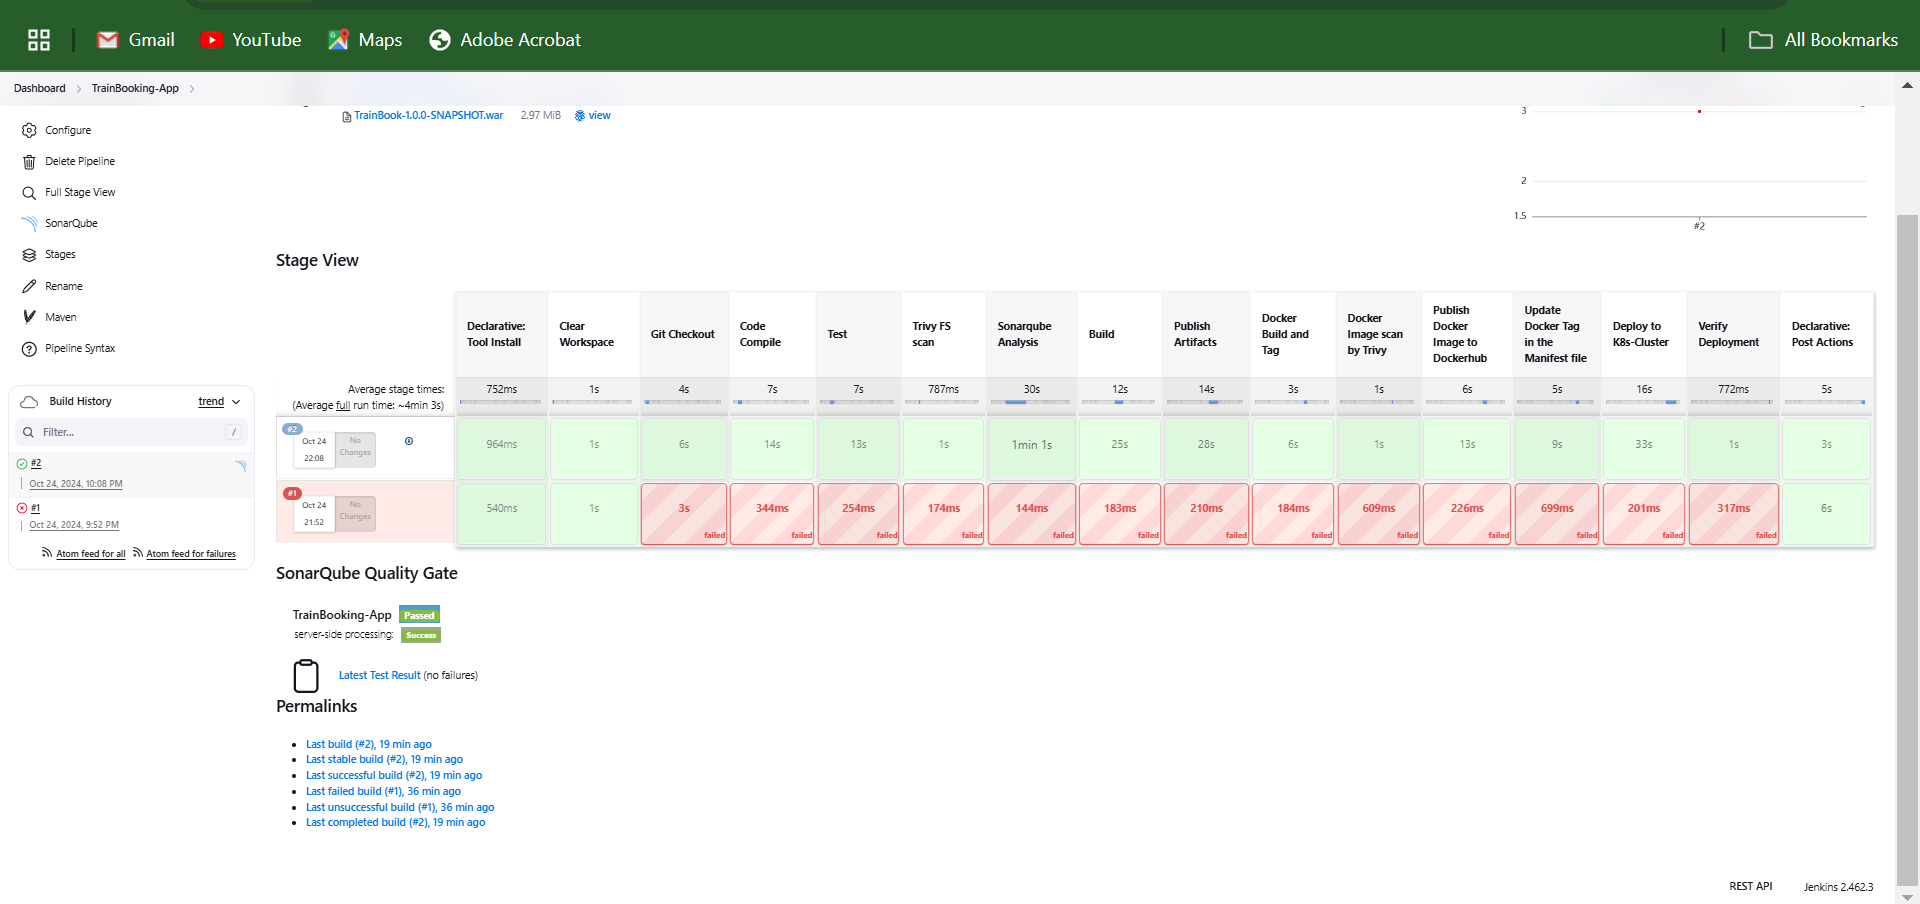 Gmail
YouTube
Maps
Adobe Acrobat
All Bookmarks
Dashboard
TrainBooking-App
Configure
Delete Pipeline
Full Stage View
SonarQube
Stages
Rename
Maven
Pipeline Syntax
Build History
trend
Filter...
/
#2
Oct 24, 2024, 10:08 PM
#1
Oct 24, 2024, 9:52 PM
Atom feed for all
Atom feed for failures
TrainBook-1.0.0-SNAPSHOT.war 2.97 MiB view
3
2
1.5
#2
Stage View
Declarative: Tool Install
Clear Workspace
Git Checkout
Code Compile
Test
Trivy FS scan
Sonarqube Analysis
Build
Publish Artifacts
Docker Build and Tag
Docker Image scan by Trivy
Publish Docker Image to Dockerhub
Update Docker Tag in the Manifest file
Deploy to K8s-Cluster
Verify Deployment
Declarative: Post Actions
Average stage times:
(Average full run time: ~4min 3s)
752ms 1s 4s 7s 7s 787ms 30s 12s 14s 3s 1s 6s 5s 16s 772ms 5s
#2
Oct 24
22:08
No Changes
964ms 1s 6s 14s 13s 1s 1min 1s 25s 28s 6s 1s 13s 9s 33s 1s 3s
#1
Oct 24
21:52
No Changes
540ms 1s 3s 344ms 254ms 174ms 144ms 183ms 210ms 184ms 609ms 226ms 699ms 201ms 317ms 6s
failed failed failed failed failed failed failed failed failed failed failed failed failed
SonarQube Quality Gate
TrainBooking-App Passed
server-side processing: Success
Latest Test Result (no failures)
Permalinks
Last build (#2), 19 min ago
Last stable build (#2), 19 min ago
Last successful build (#2), 19 min ago
Last failed build (#1), 36 min ago
Last unsuccessful build (#1), 36 min ago
Last completed build (#2), 19 min ago
REST API
Jenkins 2.462.3